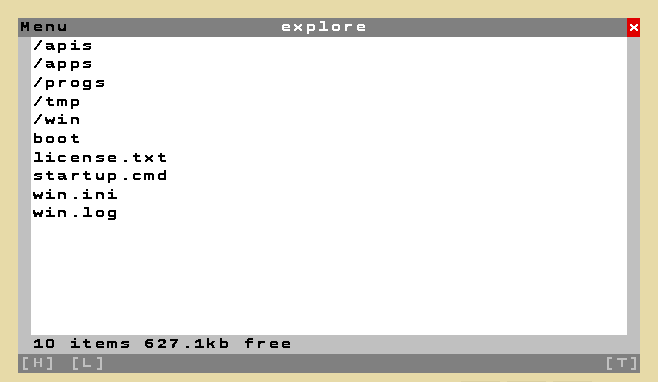 Menu explore x
/apis
/apps
/progs
/tmp
/win
boot
license.txt
startup.cmd
win.ini
win.log
10 items 627.1kb free
[H] [L] [T]